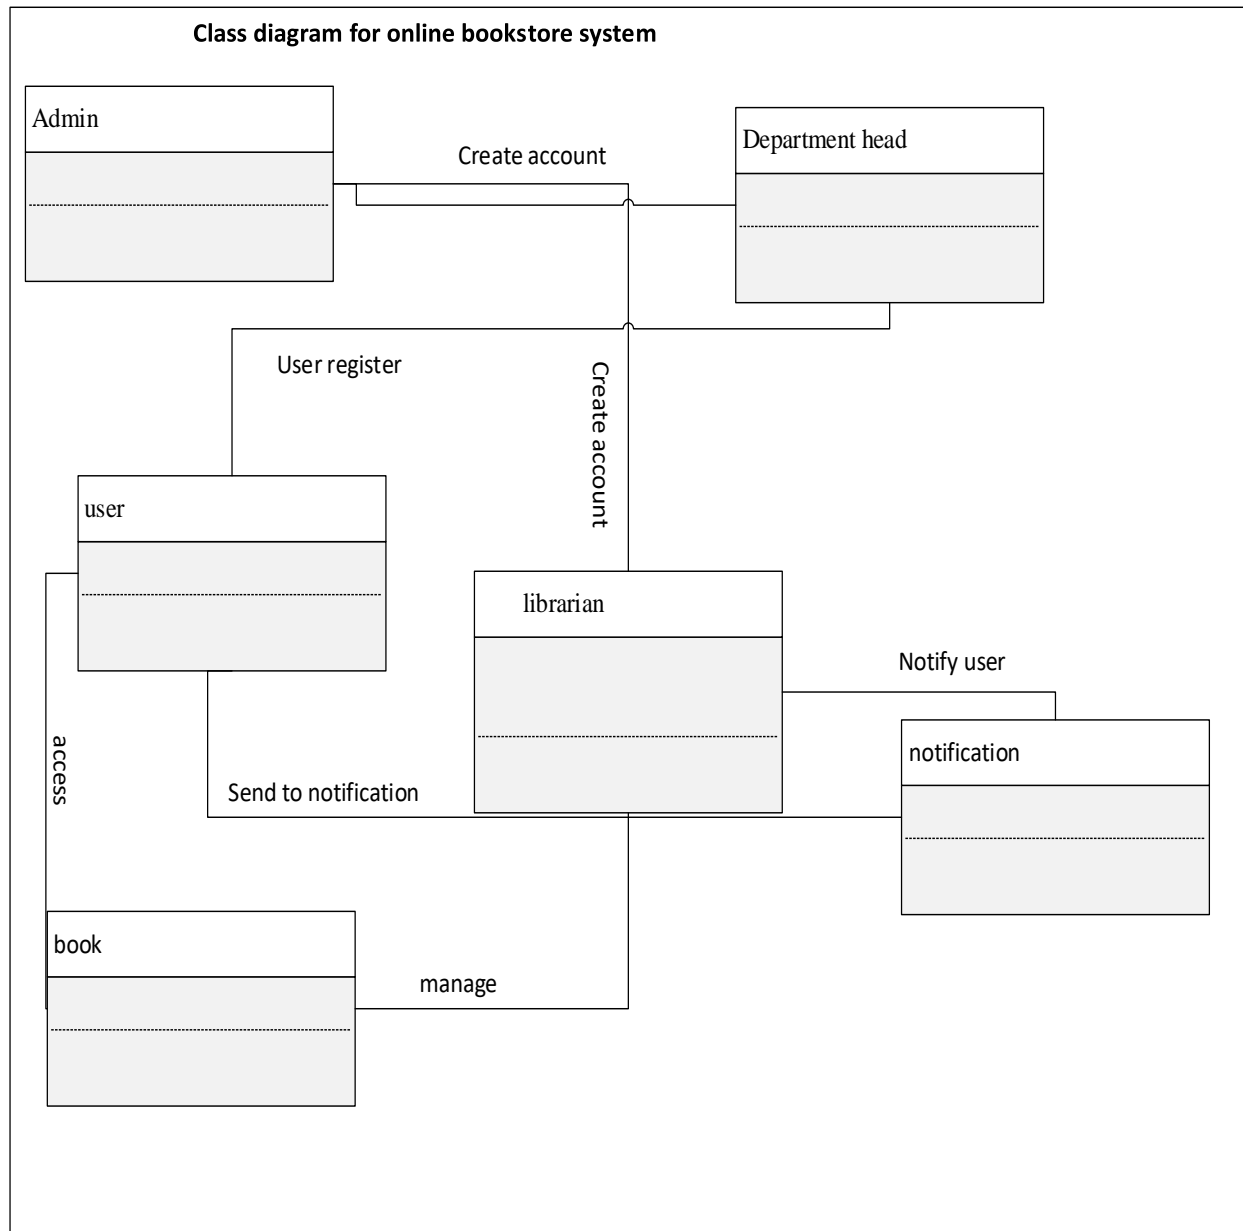 Class diagram for online bookstore system
Admin
Department head
Create account
User register
Create account
user
librarian
Notify user
notification
access
Send to notification
book
manage